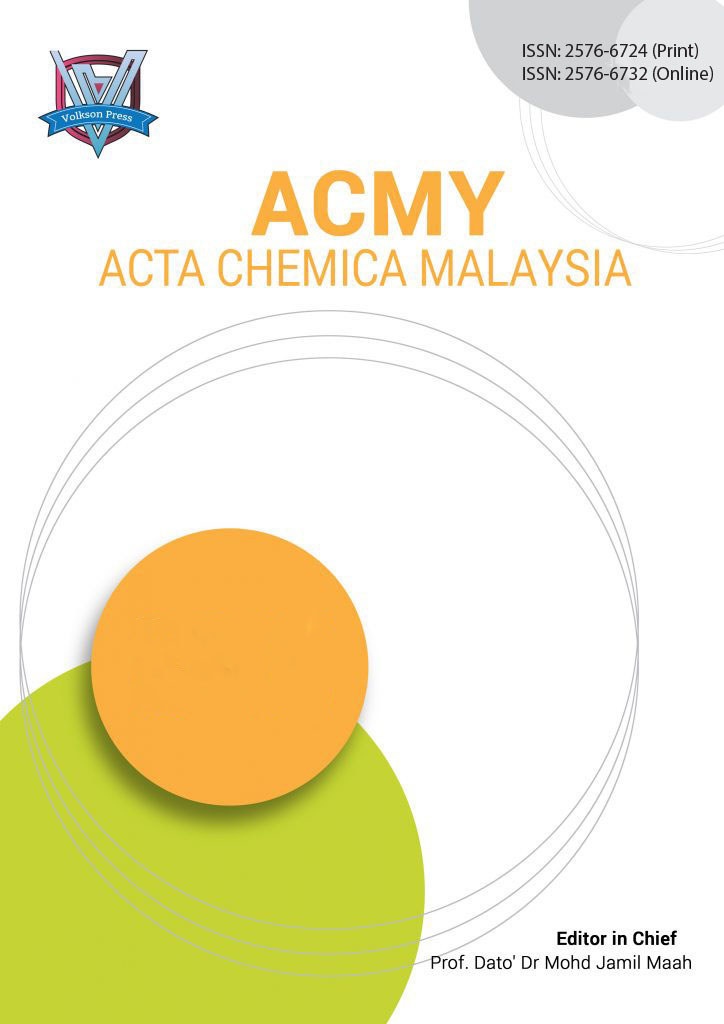 ISSN: 2576-6724 (Print)
ISSN: 2576-6732 (Online)
Volkson Press
ACMY
ACTA CHEMICA MALAYSIA
Editor in Chief
Prof. Dato' Dr Mohd Jamil Maah